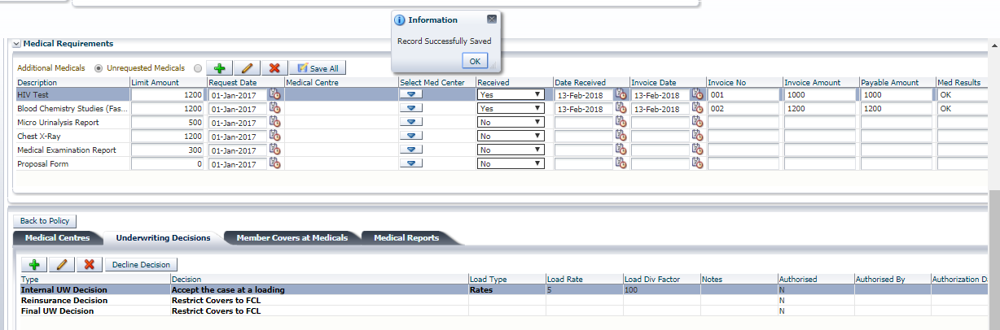 Information
Record Successfully Saved
OK
Medical Requirements
Additional Medicals Unrequested Medicals Save All
Description Limit Amount Request Date Medical Centre Select Med Center Received Date Received Invoice Date Invoice No Invoice Amount Payable Amount Med Results
HIV Test 1200 01-Jan-2017 Yes 13-Feb-2018 13-Feb-2018 001 1000 1000 OK
Blood Chemistry Studies (Fas... 1200 01-Jan-2017 Yes 13-Feb-2018 13-Feb-2018 002 1200 1200 OK
Micro Urinalysis Report 500 01-Jan-2017 No
Chest X-Ray 1200 01-Jan-2017 No
Medical Examination Report 300 01-Jan-2017 No
Proposal Form 0 01-Jan-2017 No
Back to Policy
Medical Centres Underwriting Decisions Member Covers at Medicals Medical Reports
Decline Decision
Type Decision Load Type Load Rate Load Div Factor Notes Authorised Authorised By Authorization D
Internal UW Decision Accept the case at a loading Rates 5 100 N
Reinsurance Decision Restrict Covers to FCL N
Final UW Decision Restrict Covers to FCL N